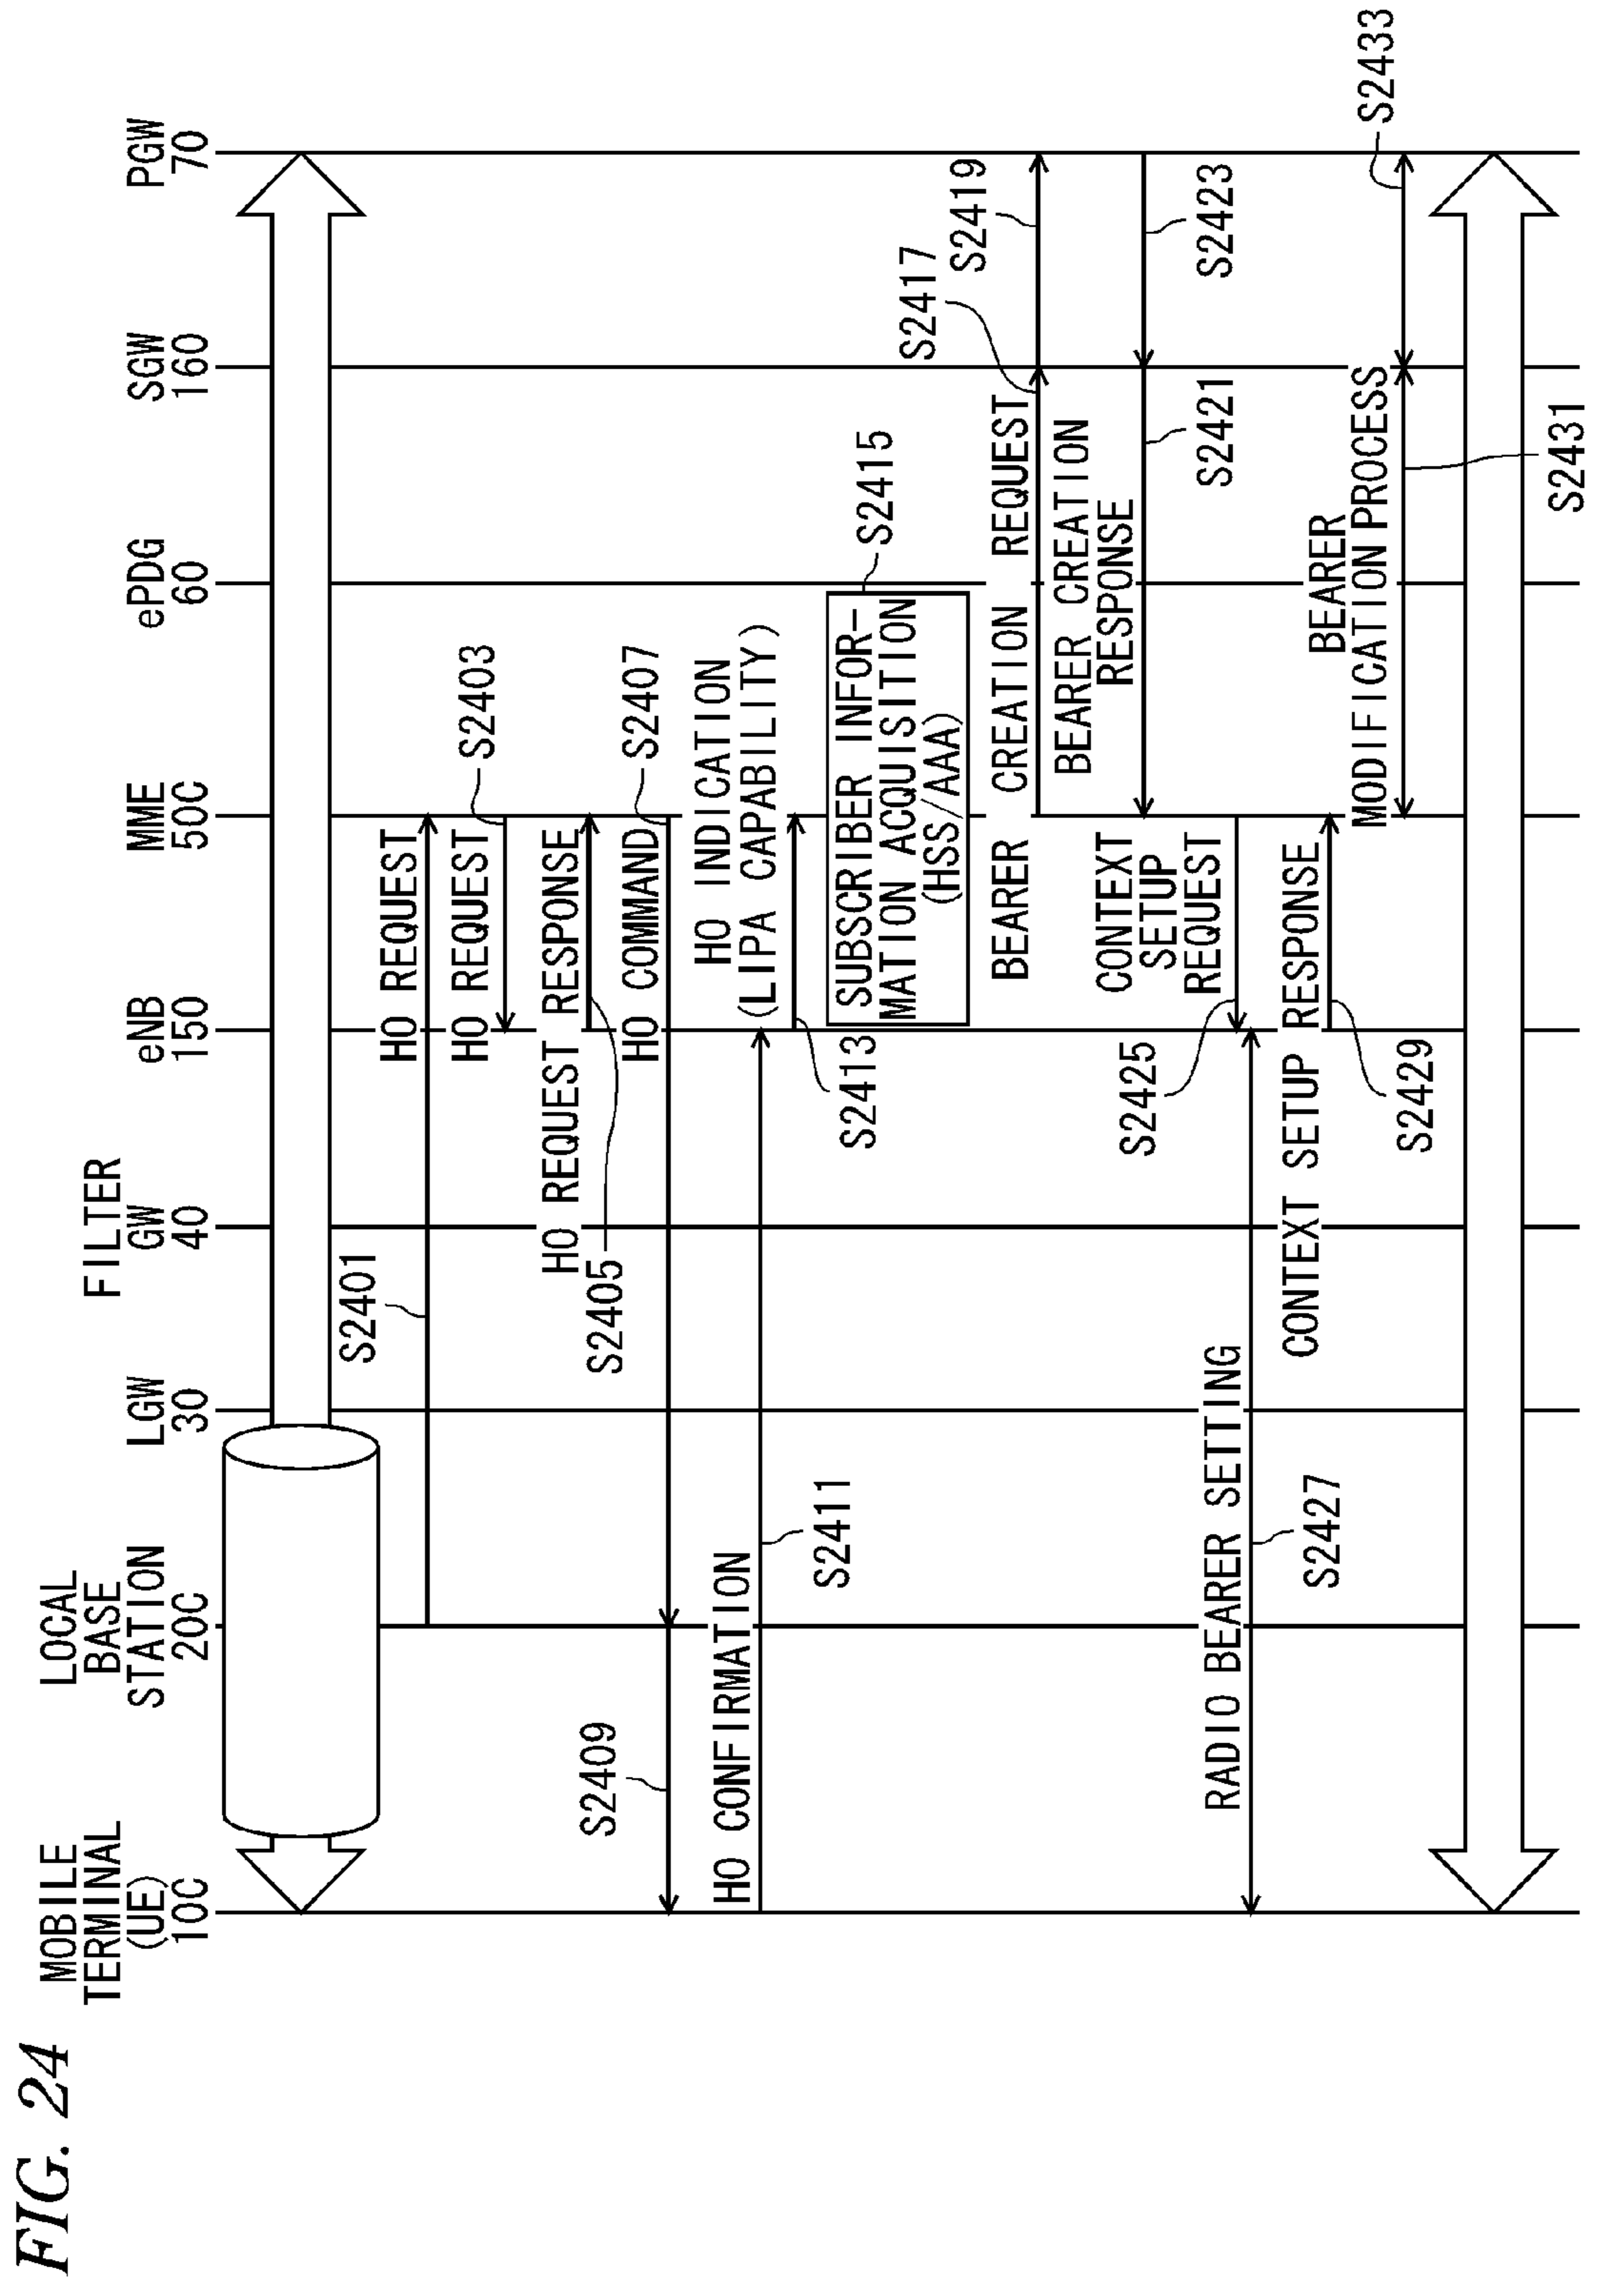 FIG. 24
MOBILE
TERMINAL
(UE)
10C
LOCAL
BASE
STATION
20C
LGW
30
FILTER
GW
40
eNB
150
MME
50C
ePDG
60
SGW
160
PGW
70
S2401
HO REQUEST
HO REQUEST
S2403
HO REQUEST RESPONSE
S2405
HO COMMAND
S2407
S2409
HO CONFIRMATION
S2411
HO INDICATION
(LIPA CAPABILITY)
S2413
SUBSCRIBER INFOR-
MATION ACQUISITION
(HSS/AAA)
S2415
BEARER CREATION REQUEST
S2417
S2419
BEARER CREATION
RESPONSE
S2421
S2423
CONTEXT
SETUP
REQUEST
S2425
RADIO BEARER SETTING
S2427
CONTEXT SETUP RESPONSE
S2429
BEARER
MODIFICATION PROCESS
S2431
S2433